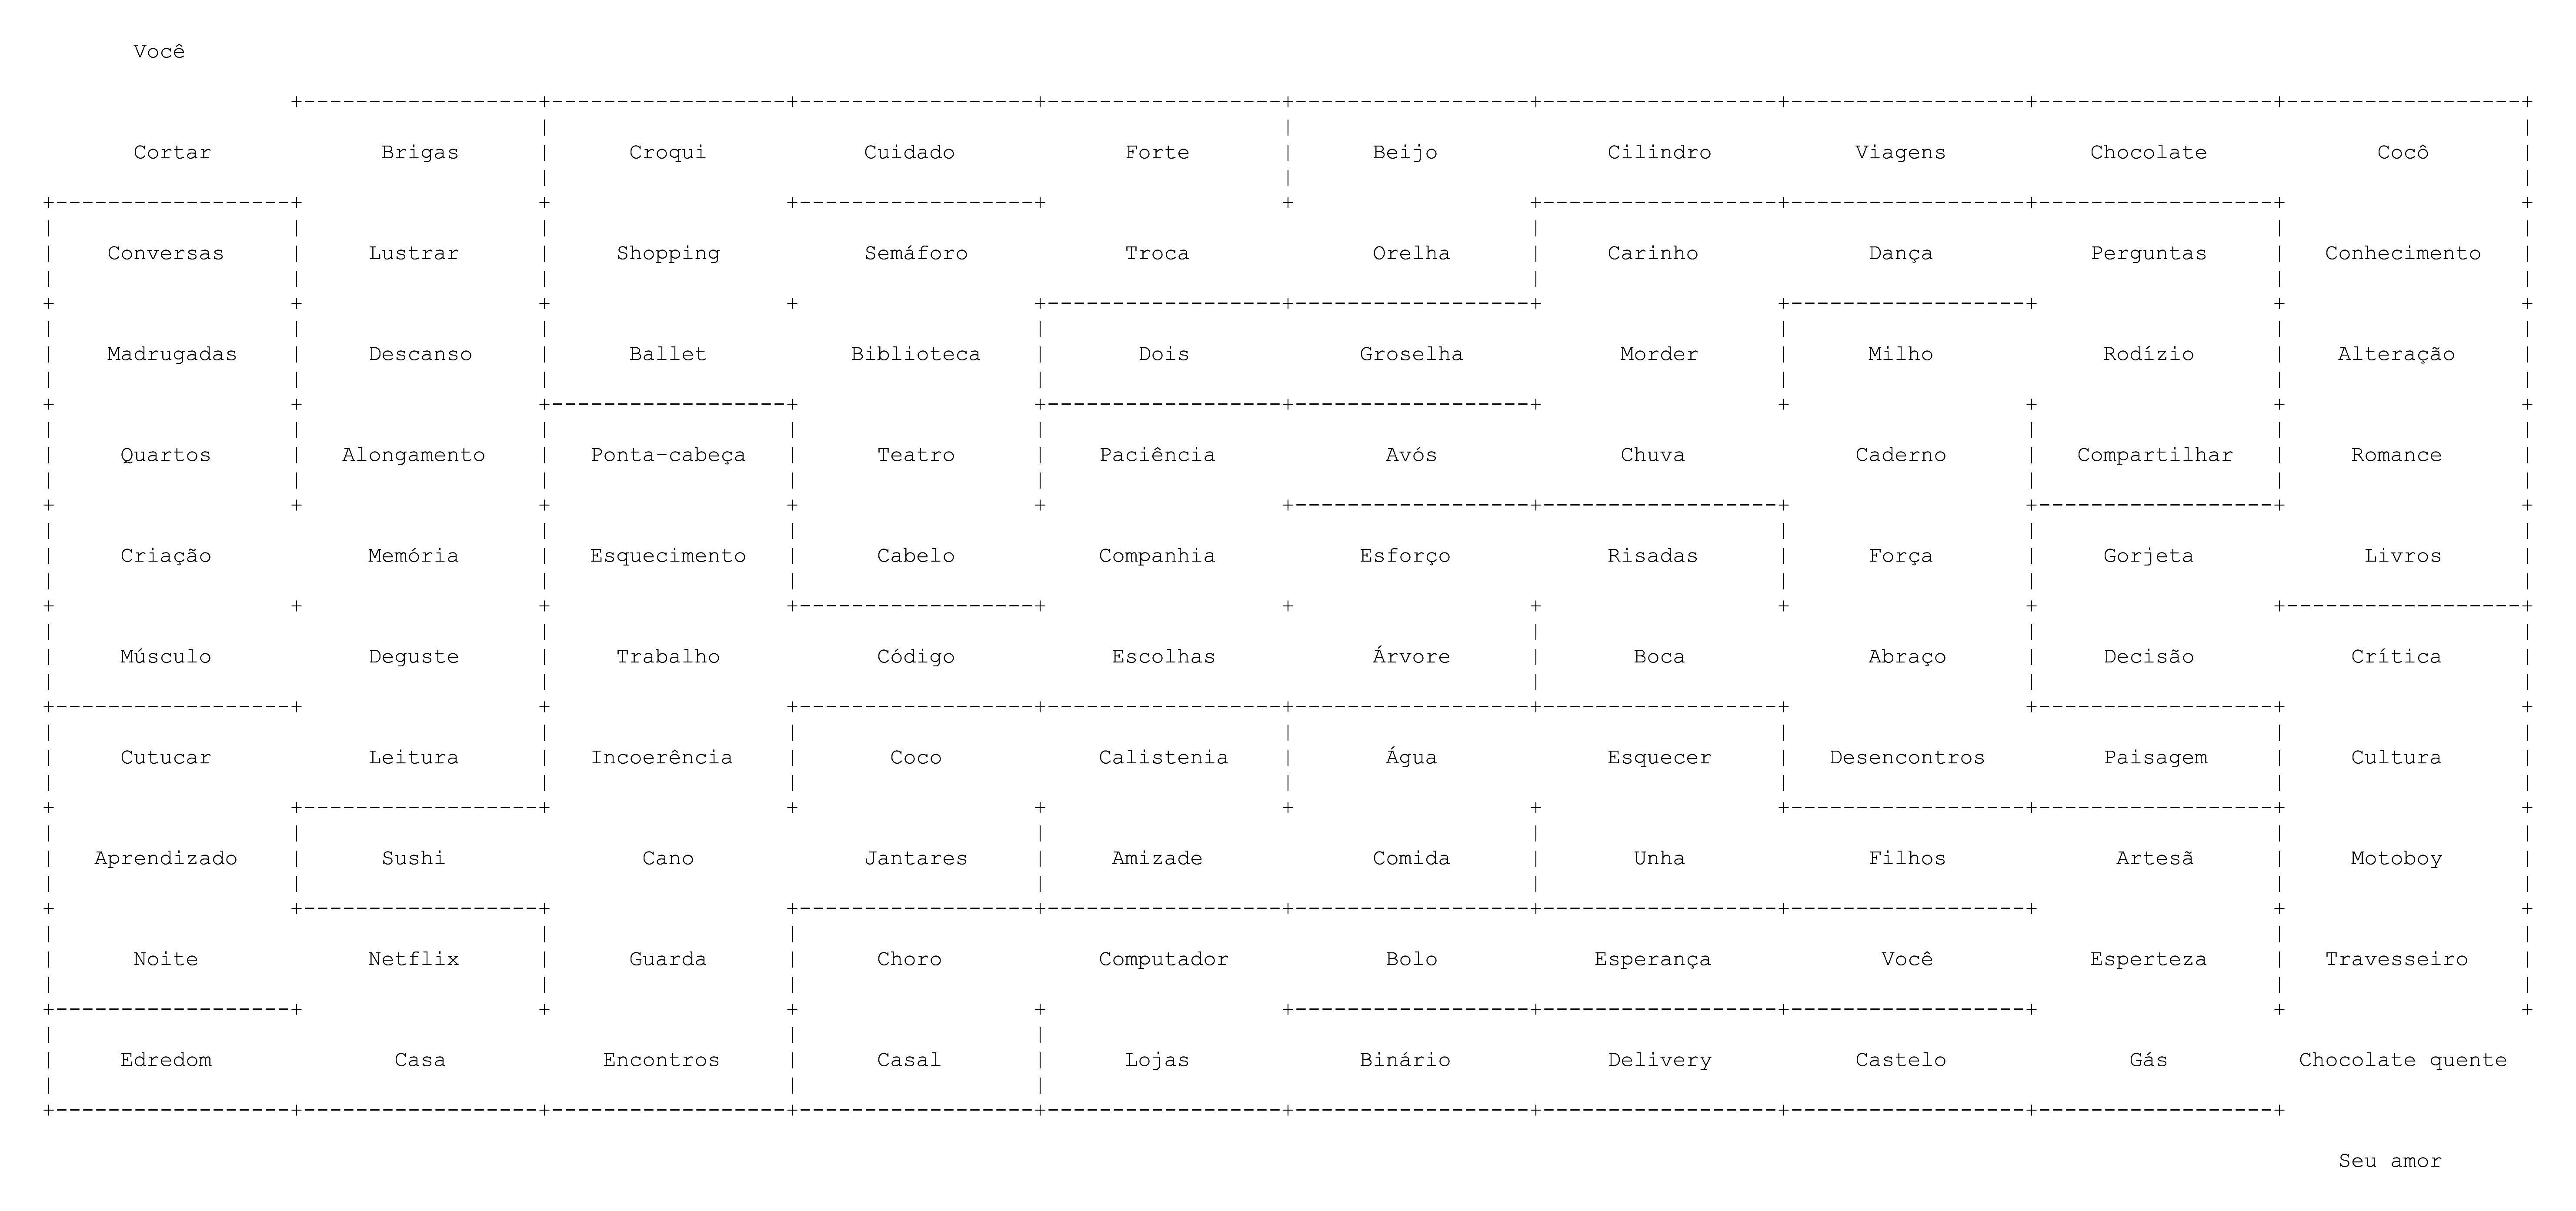 Você
Cortar Brigas Croqui Cuidado Forte Beijo Cilindro Viagens Chocolate Cocô
Conversas Lustrar Shopping Semáforo Troca Orelha Carinho Dança Perguntas Conhecimento
Madrugadas Descanso Ballet Biblioteca Dois Groselha Morder Milho Rodízio Alteração
Quartos Alongamento Ponta-cabeça Teatro Paciência Avós Chuva Caderno Compartilhar Romance
Criação Memória Esquecimento Cabelo Companhia Esforço Risadas Força Gorjeta Livros
Músculo Deguste Trabalho Código Escolhas Árvore Boca Abraço Decisão Crítica
Cutucar Leitura Incoerência Coco Calistenia Água Esquecer Desencontros Paisagem Cultura
Aprendizado Sushi Cano Jantares Amizade Comida Unha Filhos Artesã Motoboy
Noite Netflix Guarda Choro Computador Bolo Esperança Você Esperteza Travesseiro
Edredom Casa Encontros Casal Lojas Binário Delivery Castelo Gás Chocolate quente
Seu amor